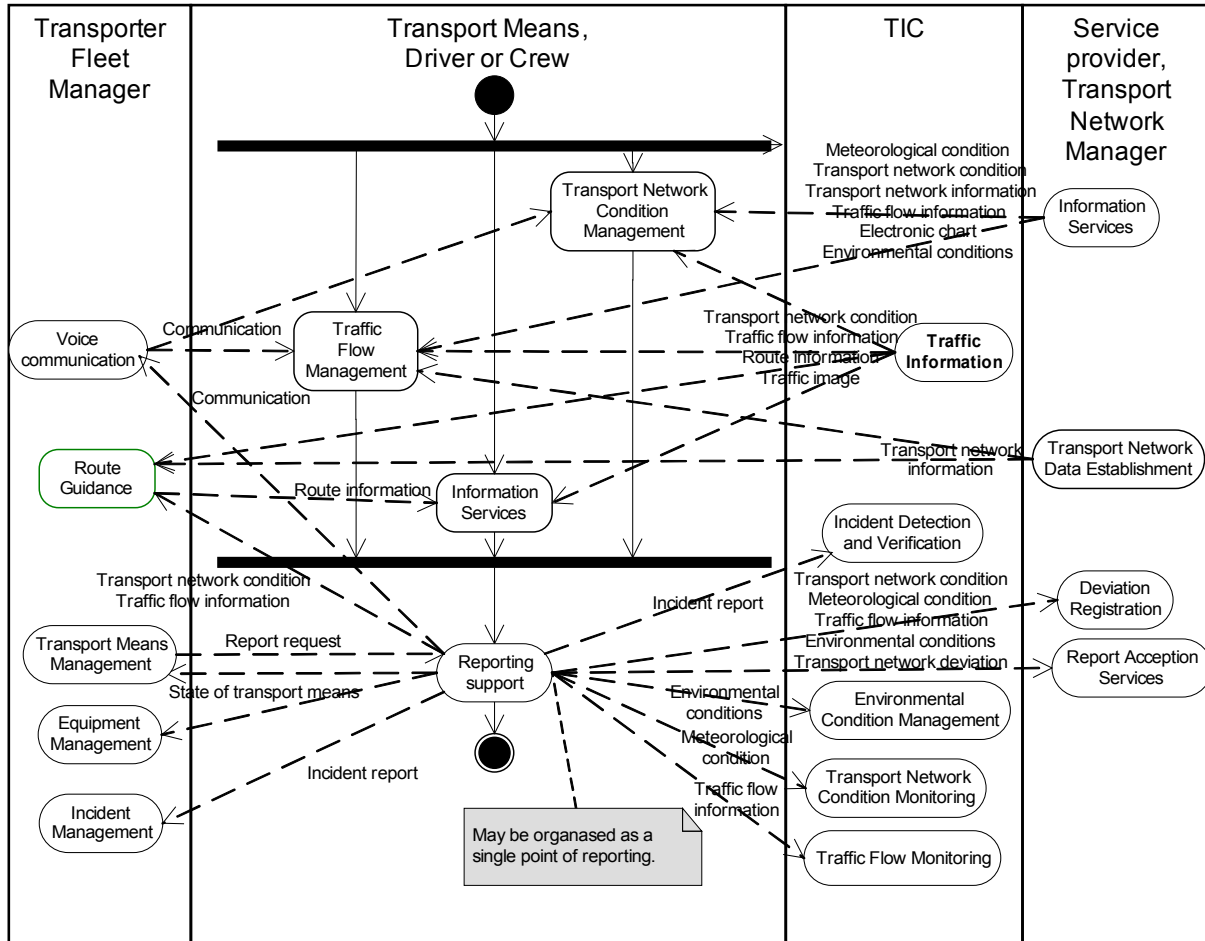 Transporter
Fleet
Manager
Transport Means,
Driver or Crew
TIC
Service
provider,
Transport
Network
Manager
Meteorological condition
Transport network condition
Transport network information
Traffic flow information
Electronic chart
Environmental conditions
Transport Network
Condition
Management
Information
Services
Voice
communication
Communication
Traffic
Flow
Management
Transport network condition
Traffic flow information
Route information
Traffic image
Traffic
Information
Communication
Route
Guidance
Route information
Information
Services
Transport network
information
Transport Network
Data Establishment
Incident Detection
and Verification
Transport network condition
Traffic flow information
Incident report
Transport network condition
Meteorological condition
Traffic flow information
Environmental conditions
Transport network deviation
Deviation
Registration
Transport Means
Management
Report request
State of transport means
Reporting
support
Report Acception
Services
Environmental
conditions
Environmental
Condition Management
Equipment
Management
Meteorological
condition
Incident report
Transport Network
Condition Monitoring
Traffic flow
information
Incident
Management
May be organased as a
single point of reporting.
Traffic Flow Monitoring